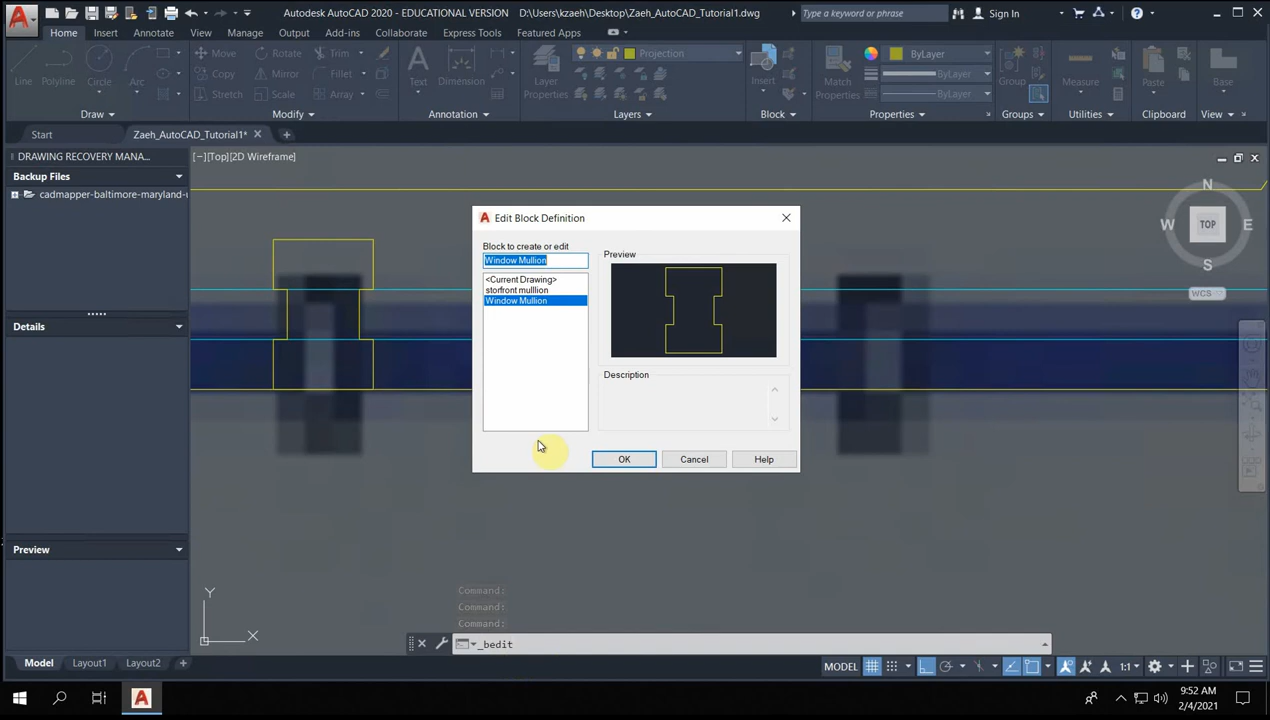 Autodesk AutoCAD 2020 - EDUCATIONAL VERSION D:\Users\kzaeh\Desktop\Zaeh_AutoCAD_Tutorial1.dwg
Type a keyword or phrase
Sign In
Home Insert Annotate View Manage Output Add-ins Collaborate Express Tools Featured Apps
Line Polyline Circle Arc
Move Rotate Trim
Copy Mirror Fillet
Stretch Scale Array
Text Dimension
Layer Properties
Projection
Insert
Match Properties
ByLayer
ByLayer
ByLayer
Group
Measure
Paste
Base
Draw Modify Annotation Layers Block Properties Groups Utilities Clipboard View
Start Zaeh_AutoCAD_Tutorial1*
DRAWING RECOVERY MANA...
Backup Files
cadmapper-baltimore-maryland-u
Details
Preview
[−][Top][2D Wireframe]
N
W TOP E
S
WCS
Edit Block Definition
Block to create or edit
Window Mullion
<Current Drawing>
storfront mulllion
Window Mullion
Preview
Description
OK Cancel Help
Y
X
Command:
Command:
Command:
_bedit
Model Layout1 Layout2
MODEL 1:1
9:52 AM
2/4/2021